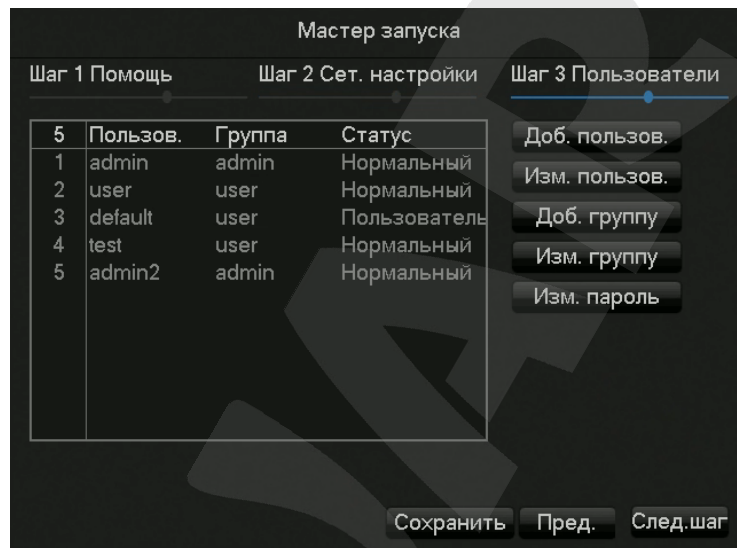 Мастер запуска
Шаг 1 Помощь Шаг 2 Сет. настройки Шаг 3 Пользователи
5 Пользов. Группа Статус
1 admin admin Нормальный
2 user user Нормальный
3 default user Пользователь
4 test user Нормальный
5 admin2 admin Нормальный
Доб. пользов.
Изм. пользов.
Доб. группу
Изм. группу
Изм. пароль
Сохранить Пред. След.шаг